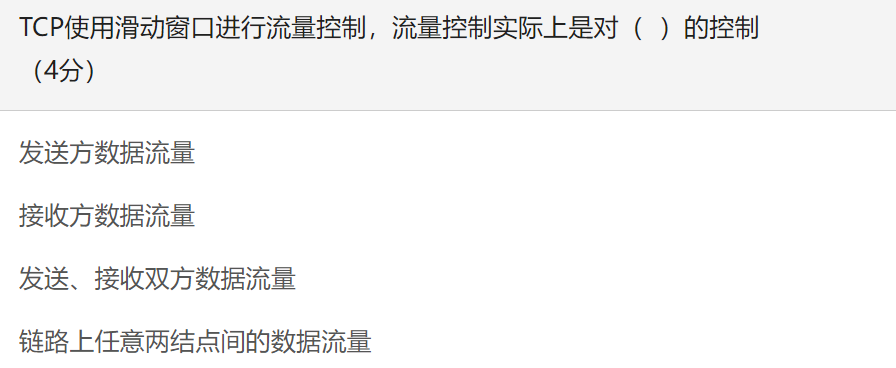 TCP使用滑动窗口进行流量控制，流量控制实际上是对（  ）的控制
（4分）
发送方数据流量
接收方数据流量
发送、接收双方数据流量
链路上任意两结点间的数据流量